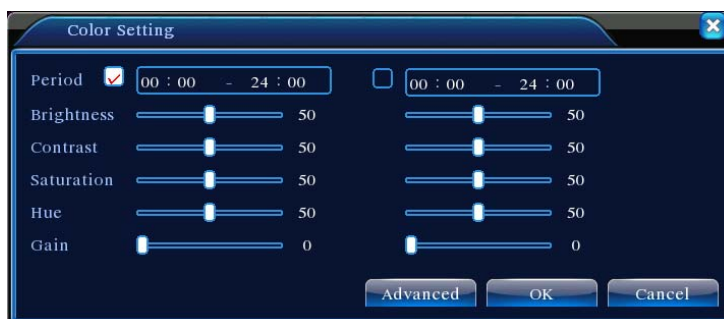 Color Setting
Period 00 : 00 - 24 : 00 00 : 00 - 24 : 00
Brightness 50 50
Contrast 50 50
Saturation 50 50
Hue 50 50
Gain 0 0
Advanced OK Cancel